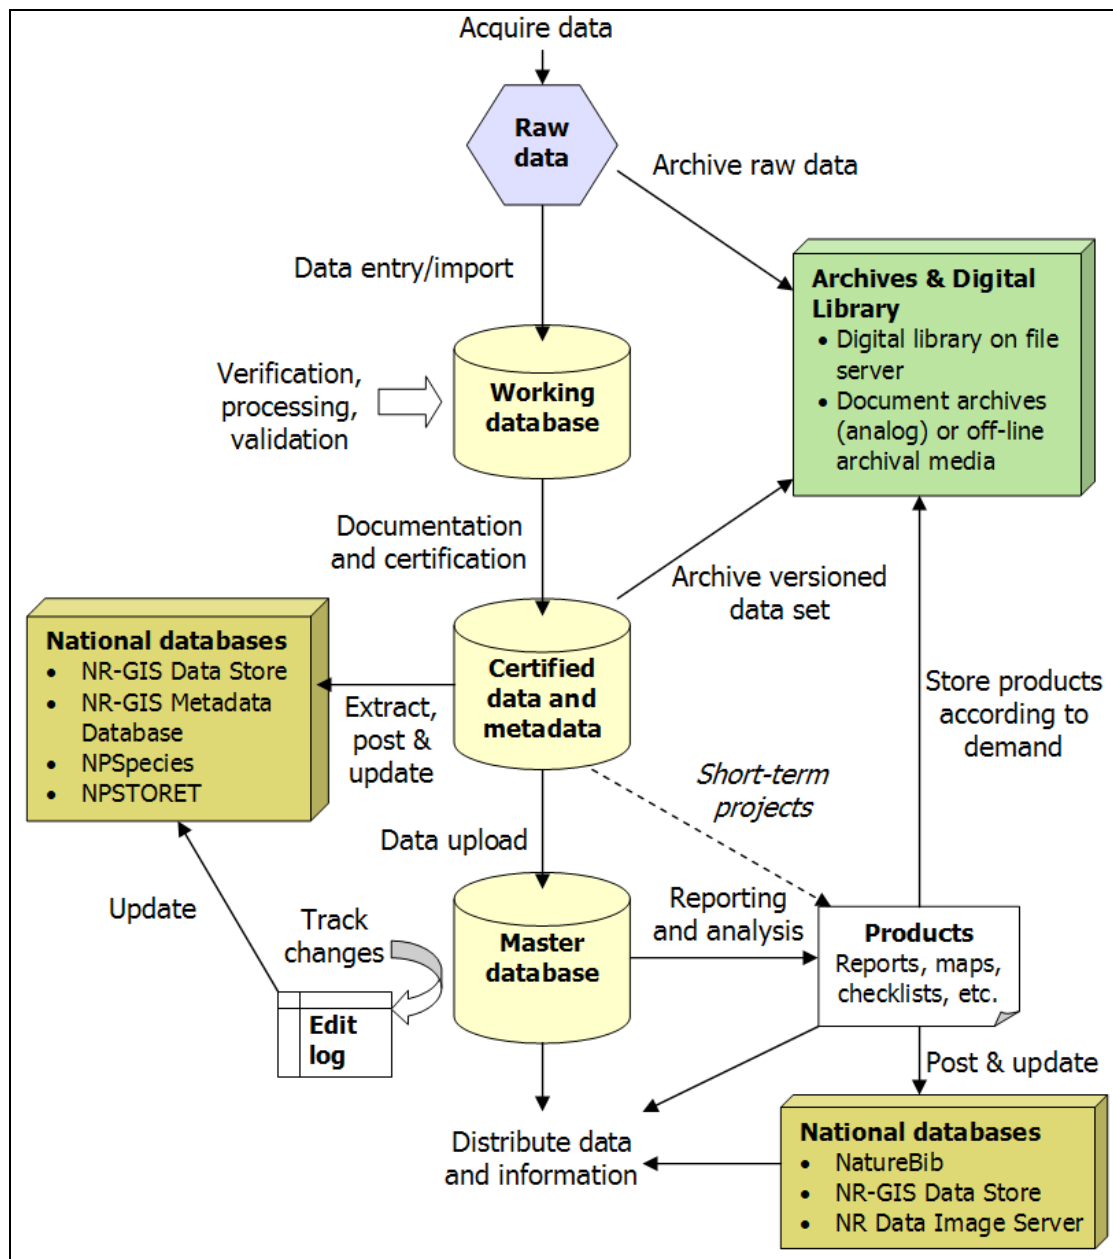 Acquire data
Raw
data
Archive raw data
Data entry/import
Archives & Digital
Library
• Digital library on file
server
• Document archives
(analog) or off-line
archival media
Verification,
processing,
validation
Working
database
Documentation
and certification
Archive versioned
data set
National databases
• NR-GIS Data Store
• NR-GIS Metadata
Database
• NPSpecies
• NPSTORET
Certified
data and
metadata
Extract,
post &
update
Store products
according to
demand
Short-term
projects
Data upload
Update
Track
changes
Master
database
Reporting
and analysis
Products
Reports, maps,
checklists, etc.
Edit
log
Post & update
Distribute data
and information
National databases
• NatureBib
• NR-GIS Data Store
• NR Data Image Server